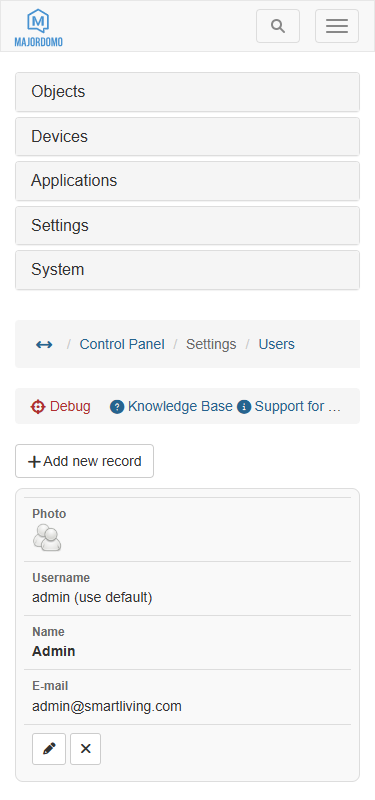 MAJORDOMO
Objects
Devices
Applications
Settings
System
/ Control Panel / Settings / Users
Debug Knowledge Base Support for ...
Add new record
Photo
Username
admin (use default)
Name
Admin
E-mail
admin@smartliving.com